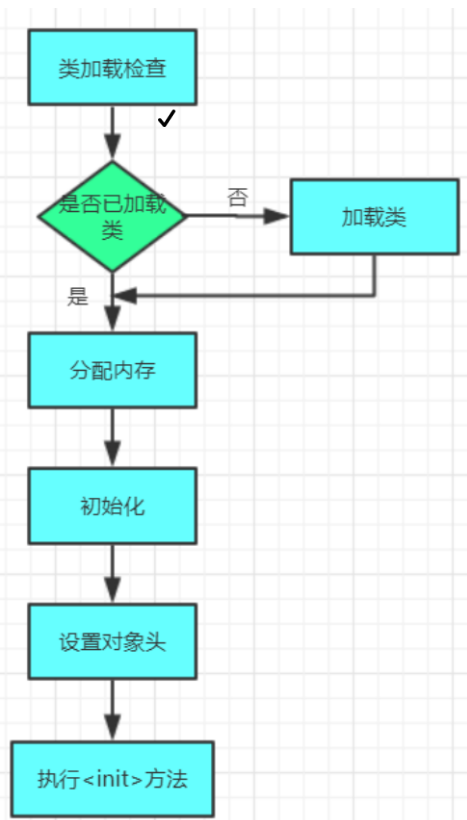 类加载检查
是否已加载
类
否
加载类
是
分配内存
初始化
设置对象头
执行<init>方法